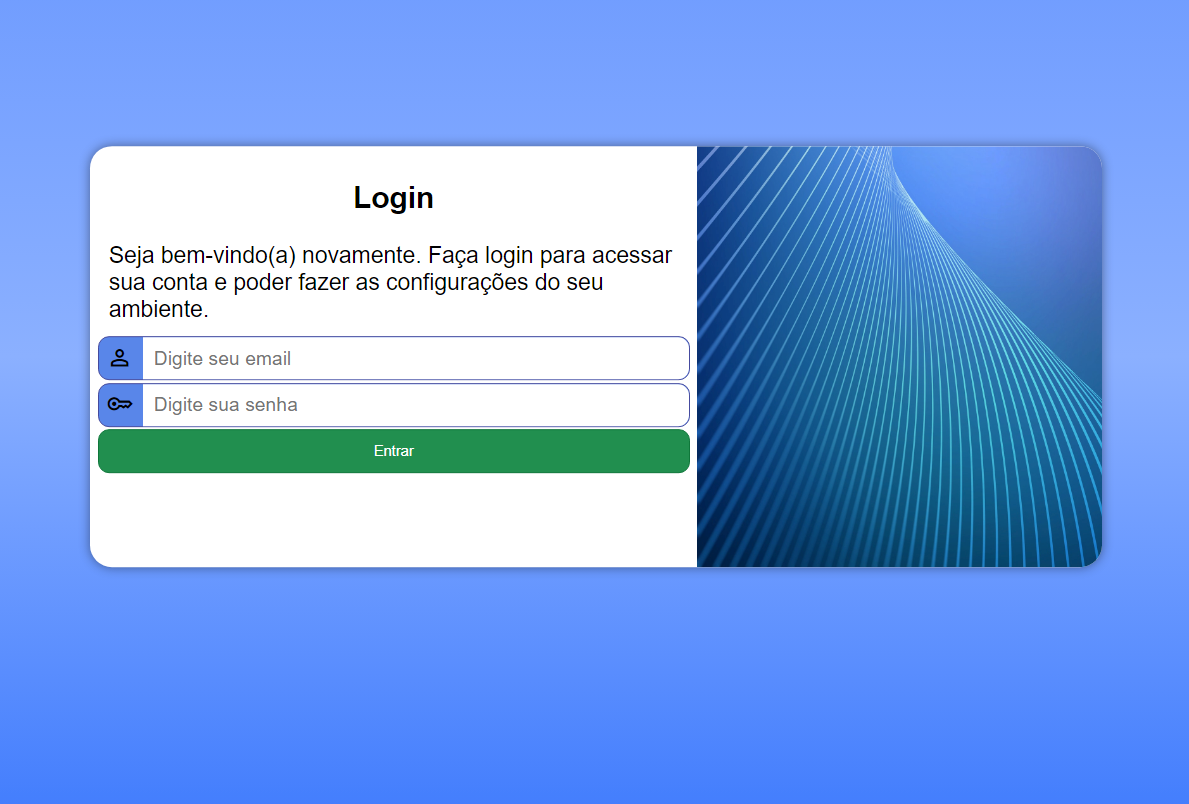 Login
Seja bem-vindo(a) novamente. Faça login para acessar
sua conta e poder fazer as configurações do seu
ambiente.
Digite seu email
Digite sua senha
Entrar